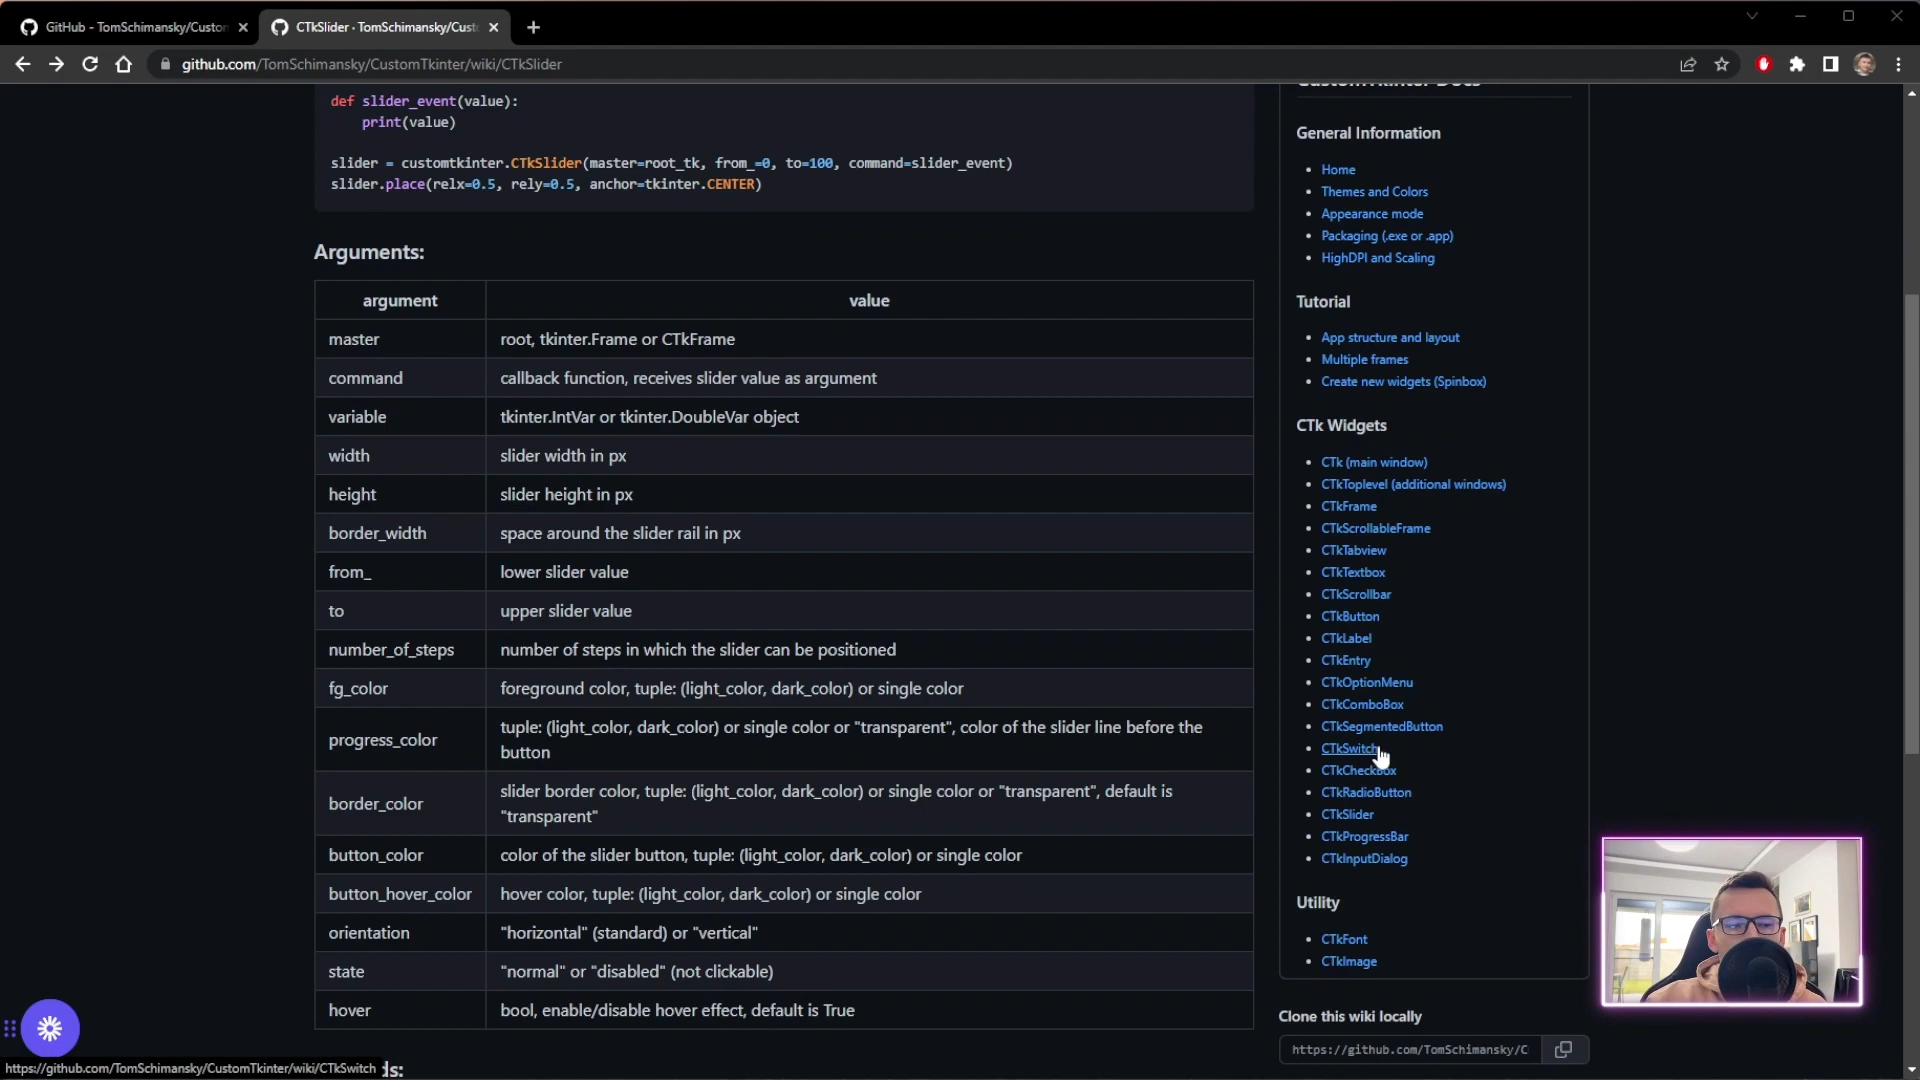 GitHub - TomSchimansky/Custon
CTkSlider · TomSchimansky/Cust
github.com/TomSchimansky/CustomTkinter/wiki/CTkSlider
def slider_event(value):
print(value)
slider = customtkinter.CTkSlider(master=root_tk, from_=0, to=100, command=slider_event)
slider.place(relx=0.5, rely=0.5, anchor=tkinter.CENTER)
Arguments:
argument value
master root, tkinter.Frame or CTkFrame
command callback function, receives slider value as argument
variable tkinter.IntVar or tkinter.DoubleVar object
width slider width in px
height slider height in px
border_width space around the slider rail in px
from_ lower slider value
to upper slider value
number_of_steps number of steps in which the slider can be positioned
fg_color foreground color, tuple: (light_color, dark_color) or single color
progress_color tuple: (light_color, dark_color) or single color or "transparent", color of the slider line before the
button
border_color slider border color, tuple: (light_color, dark_color) or single color or "transparent", default is
"transparent"
button_color color of the slider button, tuple: (light_color, dark_color) or single color
button_hover_color hover color, tuple: (light_color, dark_color) or single color
orientation "horizontal" (standard) or "vertical"
state "normal" or "disabled" (not clickable)
hover bool, enable/disable hover effect, default is True
ds:
https://github.com/TomSchimansky/CustomTkinter/wiki/CTkSwitch
CustomTkinter Docs
General Information
Home
Themes and Colors
Appearance mode
Packaging (.exe or .app)
HighDPI and Scaling
Tutorial
App structure and layout
Multiple frames
Create new widgets (Spinbox)
CTk Widgets
CTk (main window)
CTkToplevel (additional windows)
CTkFrame
CTkScrollableFrame
CTkTabview
CTkTextbox
CTkScrollbar
CTkButton
CTkLabel
CTkEntry
CTkOptionMenu
CTkComboBox
CTkSegmentedButton
CTkSwitch
CTkCheckBox
CTkRadioButton
CTkSlider
CTkProgressBar
CTkInputDialog
Utility
CTkFont
CTkImage
Clone this wiki locally
https://github.com/TomSchimansky/C